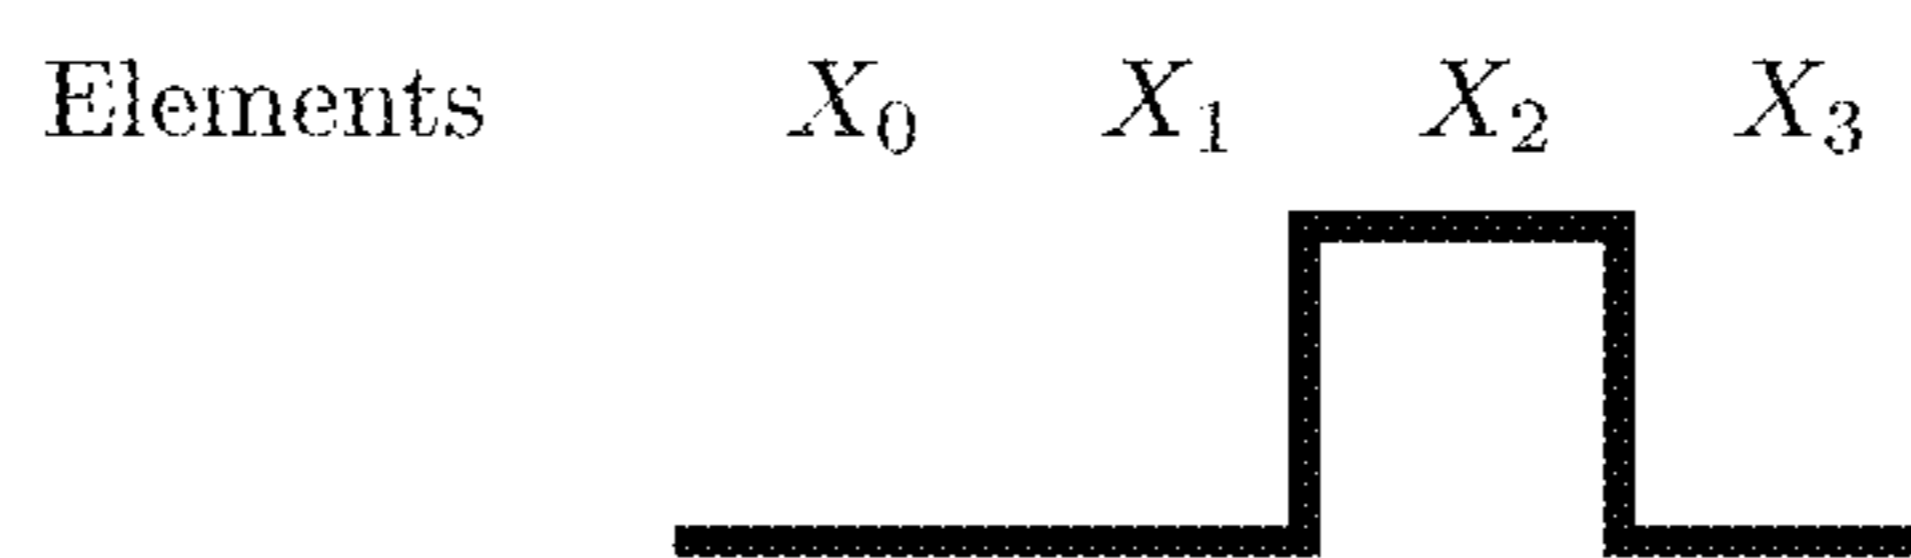 Elements X₀ X₁ X₂ X₃